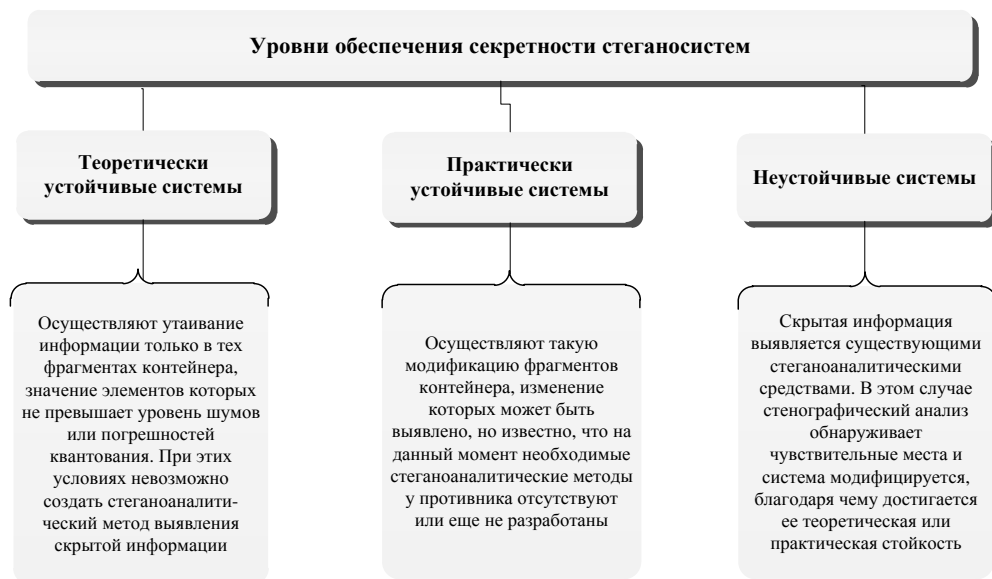 Уровни обеспечения секретности стеганосистем
Теоретически
устойчивые системы
Практически
устойчивые системы
Неустойчивые системы
Осуществляют утаивание
информации только в тех
фрагментах контейнера,
значение элементов которых
не превышает уровень шумов
или погрешностей
квантования. При этих
условиях невозможно
создать стеганоаналити-
ческий метод выявления
скрытой информации
Осуществляют такую
модификацию фрагментов
контейнера, изменение
которых может быть
выявлено, но известно, что на
данный момент необходимые
стеганоаналитические методы
у противника отсутствуют
или еще не разработаны
Скрытая информация
выявляется существующими
стеганоаналитическими
средствами. В этом случае
стенографический анализ
обнаруживает
чувствительные места и
система модифицируется,
благодаря чему достигается
ее теоретическая или
практическая стойкость